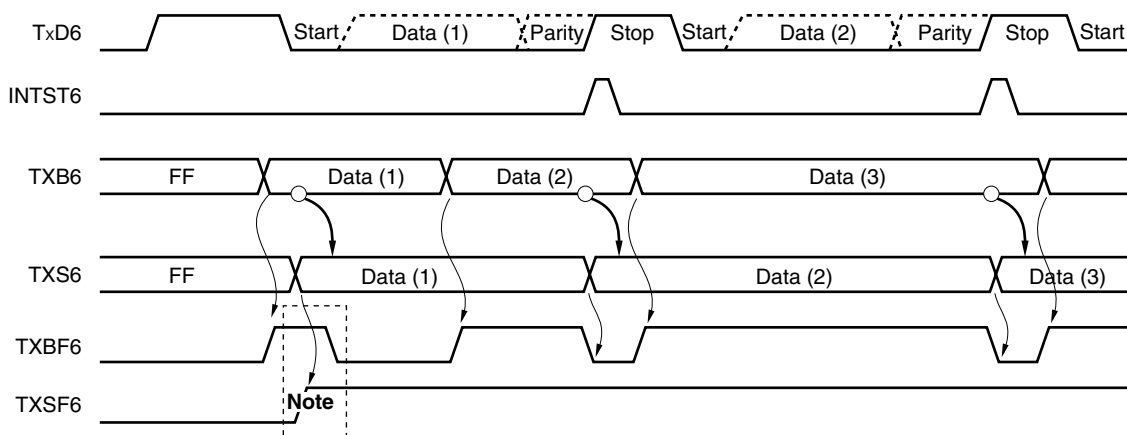 TxD6 Start Data (1) Parity Stop Start Data (2) Parity Stop Start
INTST6
TXB6 FF Data (1) Data (2) Data (3)
TXS6 FF Data (1) Data (2) Data (3)
TXBF6
TXSF6 Note